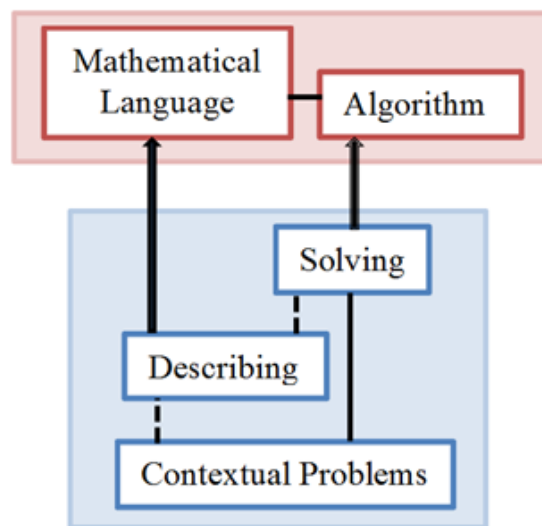 Mathematical
Language
Algorithm
Solving
Describing
Contextual Problems